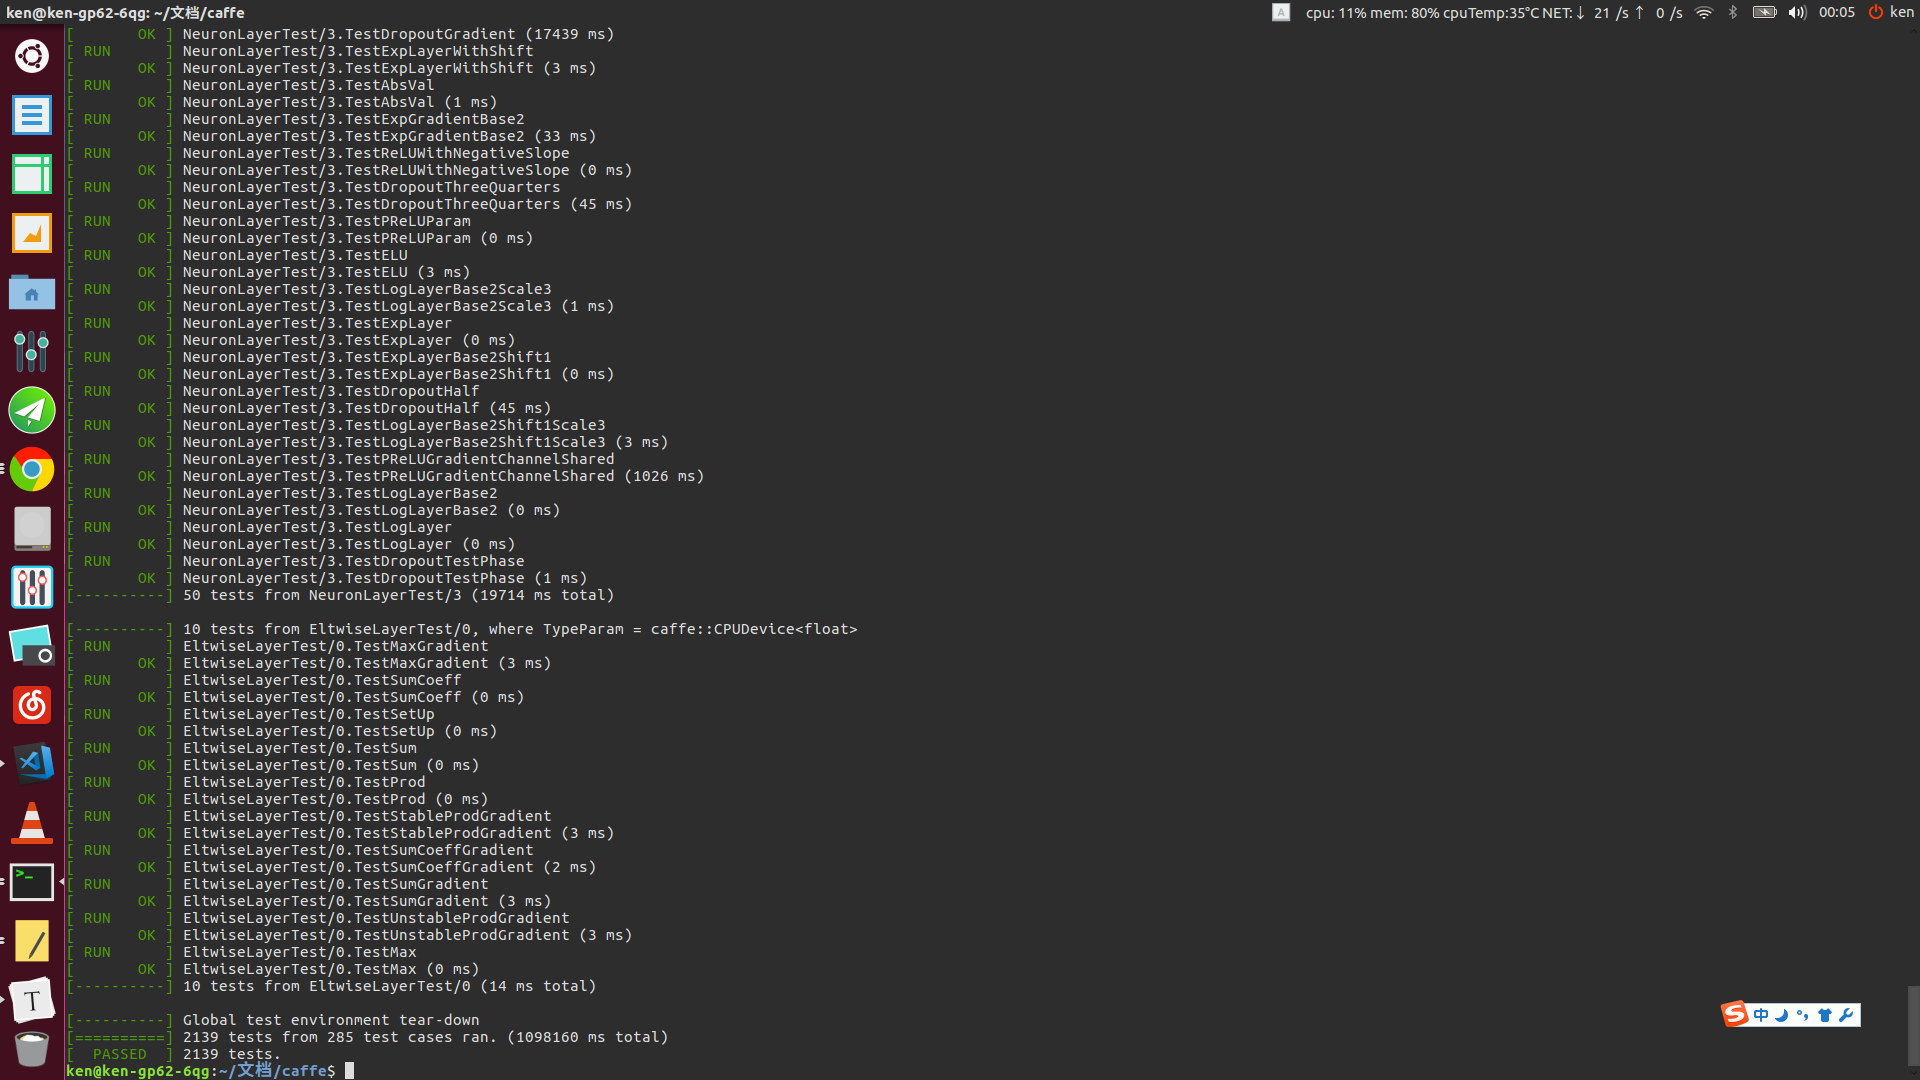 ken@ken-gp62-6qg: ~/文档/caffe
A cpu: 11% mem: 80% cpuTemp:35°C NET:↓ 21 /s ↑ 0 /s 00:05 ken
[       OK ] NeuronLayerTest/3.TestDropoutGradient (17439 ms)
[ RUN      ] NeuronLayerTest/3.TestExpLayerWithShift
[       OK ] NeuronLayerTest/3.TestExpLayerWithShift (3 ms)
[ RUN      ] NeuronLayerTest/3.TestAbsVal
[       OK ] NeuronLayerTest/3.TestAbsVal (1 ms)
[ RUN      ] NeuronLayerTest/3.TestExpGradientBase2
[       OK ] NeuronLayerTest/3.TestExpGradientBase2 (33 ms)
[ RUN      ] NeuronLayerTest/3.TestReLUWithNegativeSlope
[       OK ] NeuronLayerTest/3.TestReLUWithNegativeSlope (0 ms)
[ RUN      ] NeuronLayerTest/3.TestDropoutThreeQuarters
[       OK ] NeuronLayerTest/3.TestDropoutThreeQuarters (45 ms)
[ RUN      ] NeuronLayerTest/3.TestPReLUParam
[       OK ] NeuronLayerTest/3.TestPReLUParam (0 ms)
[ RUN      ] NeuronLayerTest/3.TestELU
[       OK ] NeuronLayerTest/3.TestELU (3 ms)
[ RUN      ] NeuronLayerTest/3.TestLogLayerBase2Scale3
[       OK ] NeuronLayerTest/3.TestLogLayerBase2Scale3 (1 ms)
[ RUN      ] NeuronLayerTest/3.TestExpLayer
[       OK ] NeuronLayerTest/3.TestExpLayer (0 ms)
[ RUN      ] NeuronLayerTest/3.TestExpLayerBase2Shift1
[       OK ] NeuronLayerTest/3.TestExpLayerBase2Shift1 (0 ms)
[ RUN      ] NeuronLayerTest/3.TestDropoutHalf
[       OK ] NeuronLayerTest/3.TestDropoutHalf (45 ms)
[ RUN      ] NeuronLayerTest/3.TestLogLayerBase2Shift1Scale3
[       OK ] NeuronLayerTest/3.TestLogLayerBase2Shift1Scale3 (3 ms)
[ RUN      ] NeuronLayerTest/3.TestPReLUGradientChannelShared
[       OK ] NeuronLayerTest/3.TestPReLUGradientChannelShared (1026 ms)
[ RUN      ] NeuronLayerTest/3.TestLogLayerBase2
[       OK ] NeuronLayerTest/3.TestLogLayerBase2 (0 ms)
[ RUN      ] NeuronLayerTest/3.TestLogLayer
[       OK ] NeuronLayerTest/3.TestLogLayer (0 ms)
[ RUN      ] NeuronLayerTest/3.TestDropoutTestPhase
[       OK ] NeuronLayerTest/3.TestDropoutTestPhase (1 ms)
[----------] 50 tests from NeuronLayerTest/3 (19714 ms total)
[----------] 10 tests from EltwiseLayerTest/0, where TypeParam = caffe::CPUDevice<float>
[ RUN      ] EltwiseLayerTest/0.TestMaxGradient
[       OK ] EltwiseLayerTest/0.TestMaxGradient (3 ms)
[ RUN      ] EltwiseLayerTest/0.TestSumCoeff
[       OK ] EltwiseLayerTest/0.TestSumCoeff (0 ms)
[ RUN      ] EltwiseLayerTest/0.TestSetUp
[       OK ] EltwiseLayerTest/0.TestSetUp (0 ms)
[ RUN      ] EltwiseLayerTest/0.TestSum
[       OK ] EltwiseLayerTest/0.TestSum (0 ms)
[ RUN      ] EltwiseLayerTest/0.TestProd
[       OK ] EltwiseLayerTest/0.TestProd (0 ms)
[ RUN      ] EltwiseLayerTest/0.TestStableProdGradient
[       OK ] EltwiseLayerTest/0.TestStableProdGradient (3 ms)
[ RUN      ] EltwiseLayerTest/0.TestSumCoeffGradient
[       OK ] EltwiseLayerTest/0.TestSumCoeffGradient (2 ms)
[ RUN      ] EltwiseLayerTest/0.TestSumGradient
[       OK ] EltwiseLayerTest/0.TestSumGradient (3 ms)
[ RUN      ] EltwiseLayerTest/0.TestUnstableProdGradient
[       OK ] EltwiseLayerTest/0.TestUnstableProdGradient (3 ms)
[ RUN      ] EltwiseLayerTest/0.TestMax
[       OK ] EltwiseLayerTest/0.TestMax (0 ms)
[----------] 10 tests from EltwiseLayerTest/0 (14 ms total)
[----------] Global test environment tear-down
[==========] 2139 tests from 285 test cases ran. (1098160 ms total)
[  PASSED  ] 2139 tests.
ken@ken-gp62-6qg:~/文档/caffe$
S 中
>_
T